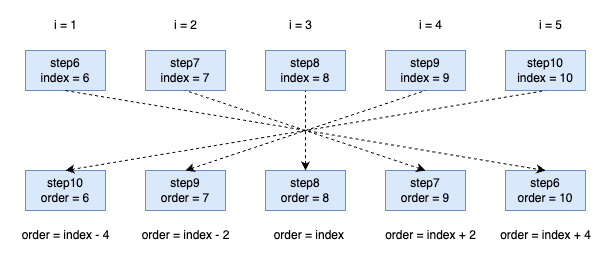 i = 1
i = 2
i = 3
i = 4
i = 5
step6
index = 6
step7
index = 7
step8
index = 8
step9
index = 9
step10
index = 10
step10
order = 6
step9
order = 7
step8
order = 8
step7
order = 9
step6
order = 10
order = index - 4
order = index - 2
order = index
order = index + 2
order = index + 4